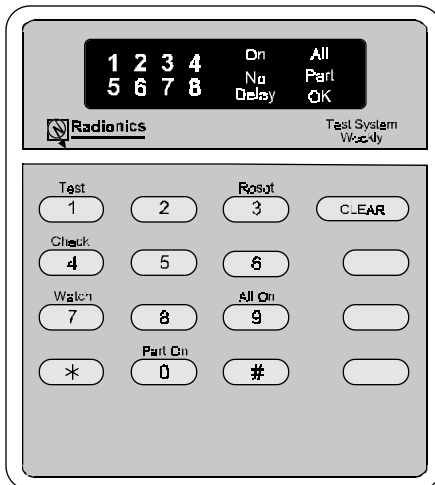 1 2 3 4 On All
5 6 7 8 No Delay Part
OK
Radionics
Test System
Weekly
Test Reset
1 2 3 CLEAR
Check
4 5 6
Watch All On
7 8 9
Part On
* 0 #